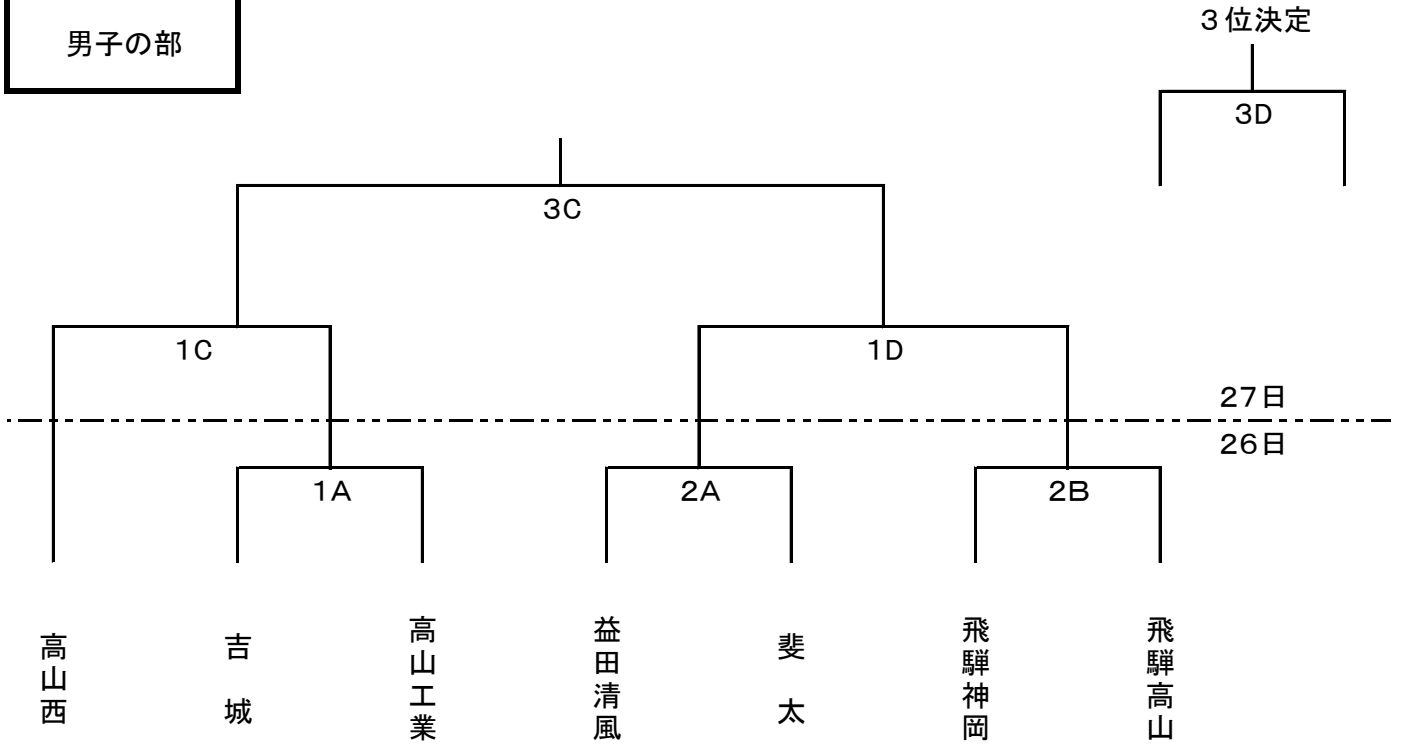 男子の部
３位決定
3D
3C
1C
1D
27日
26日
1A
2A
2B
高山西
吉城
高山工業
益田清風
斐太
飛騨神岡
飛騨高山